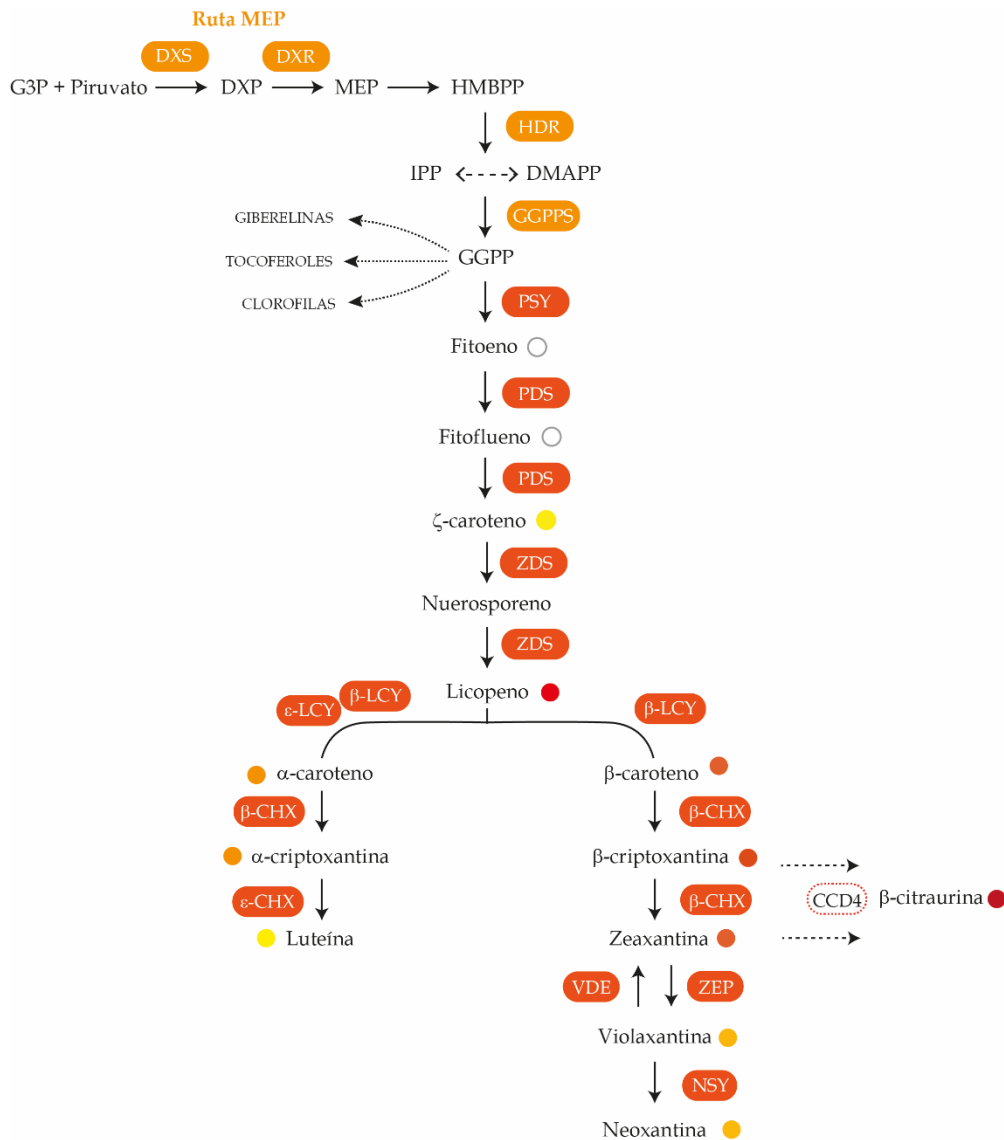 Ruta MEP
DXS
DXR
G3P + Piruvato
DXP
MEP
HMBPP
HDR
IPP
DMAPP
GGPPS
GIBERELINAS
GGPP
TOCOFEROLES
CLOROFILAS
PSY
Fitoeno
PDS
Fitoflueno
PDS
ζ-caroteno
ZDS
Nuerosporeno
ZDS
Licopeno
ε-LCY
β-LCY
β-LCY
α-caroteno
β-caroteno
β-CHX
β-CHX
α-criptoxantina
β-criptoxantina
ε-CHX
β-CHX
CCD4
β-citraurina
Luteína
Zeaxantina
VDE
ZEP
Violaxantina
NSY
Neoxantina